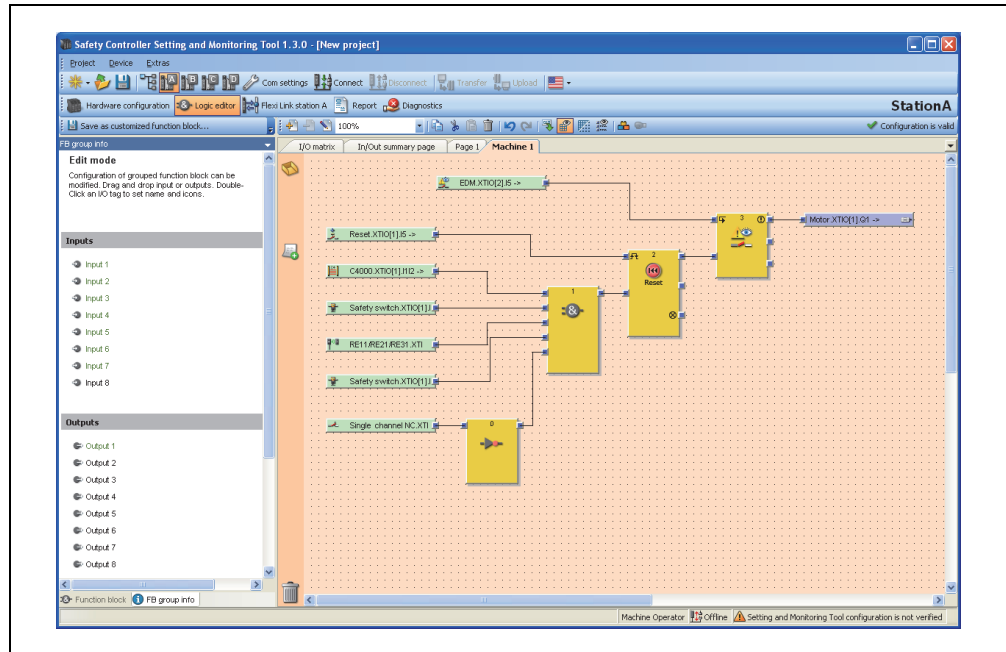 Safety Controller Setting and Monitoring Tool 1.3.0 - [New project]
Project Device Extras
A B C D Com settings Connect Disconnect Transfer Upload
Hardware configuration Logic editor Flexi Link station A Report Diagnostics StationA
Save as customized function block... 100% Configuration is valid
FB group info
I/O matrix In/Out summary page Page 1 Machine 1
Edit mode
Configuration of grouped function block can be
modified. Drag and drop input or outputs. Double-
Click an I/O tag to set name and icons.
Inputs
Input 1
Input 2
Input 3
Input 4
Input 5
Input 6
Input 7
Input 8
Outputs
Output 1
Output 2
Output 3
Output 4
Output 5
Output 6
Output 7
Output 8
Function block FB group info
EDM.XTIO[2].I5 ->
Reset.XTIO[1].I5 ->
C4000.XTIO[1].I1I2 ->
Safety switch.XTIO[1].I
RE11/RE21/RE31.XTI
Safety switch.XTIO[1].I
Single channel NC.XTI
0
1
&
2
Reset
3
Motor.XTIO[1].Q1 ->
Machine Operator Offline Setting and Monitoring Tool configuration is not verified